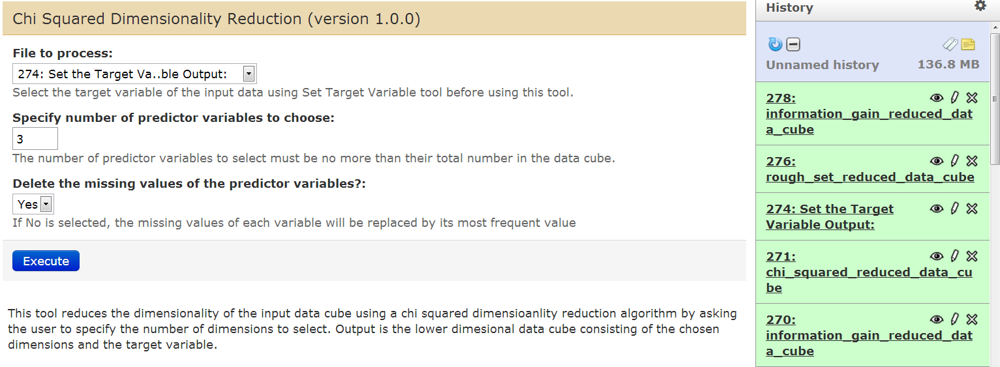 Chi Squared Dimensionality Reduction (version 1.0.0)
File to process:
274: Set the Target Va..ble Output:
Select the target variable of the input data using Set Target Variable tool before using this tool.
Specify number of predictor variables to choose:
3
The number of predictor variables to select must be no more than their total number in the data cube.
Delete the missing values of the predictor variables?:
Yes
If No is selected, the missing values of each variable will be replaced by its most frequent value
Execute
This tool reduces the dimensionality of the input data cube using a chi squared dimensioanlity reduction algorithm by asking
the user to specify the number of dimensions to select. Output is the lower dimesional data cube consisting of the chosen
dimensions and the target variable.
History
Unnamed history 136.8 MB
278:
information_gain_reduced_dat
a_cube
276:
rough_set_reduced_data_cube
274: Set the Target
Variable Output:
271:
chi_squared_reduced_data_cu
be
270:
information_gain_reduced_dat
a_cube